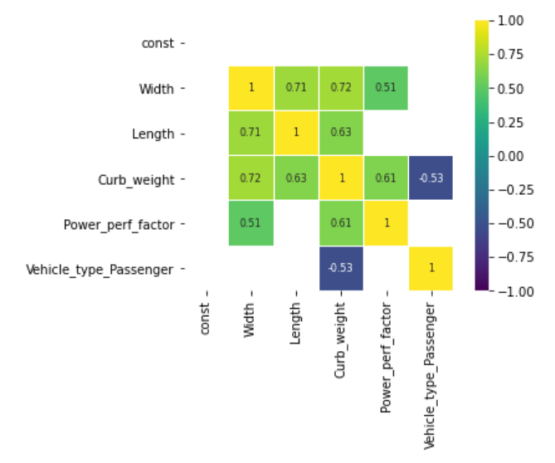 const
Width 1 0.71 0.72 0.51
Length 0.71 1 0.63
Curb_weight 0.72 0.63 1 0.61 -0.53
Power_perf_factor 0.51 0.61 1
Vehicle_type_Passenger -0.53 1
const
Width
Length
Curb_weight
Power_perf_factor
Vehicle_type_Passenger
1.00
0.75
0.50
0.25
0.00
−0.25
−0.50
−0.75
−1.00